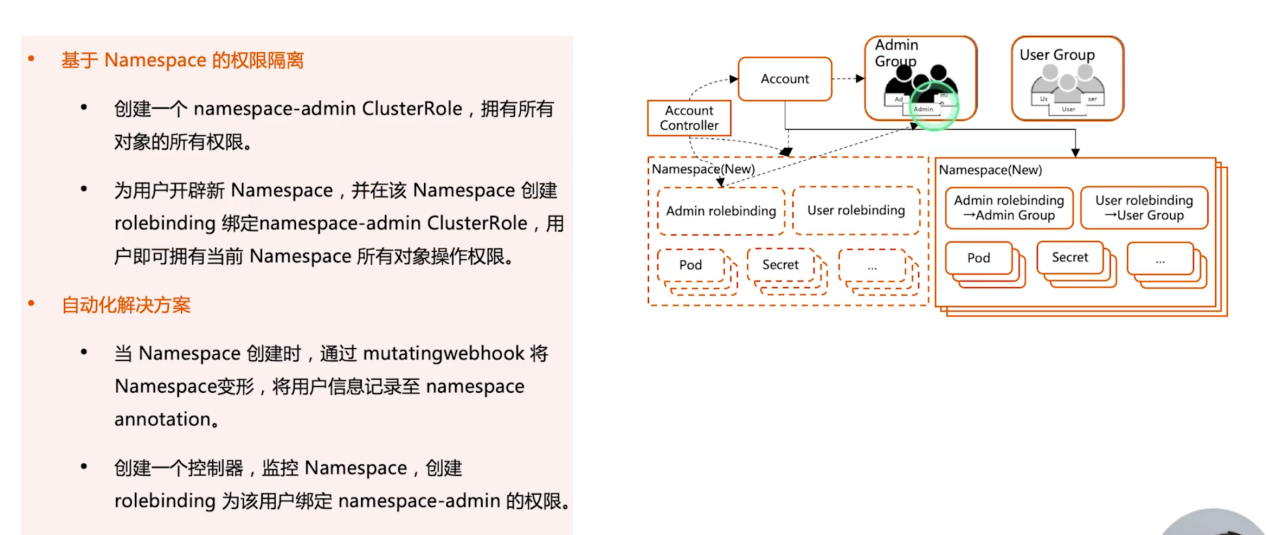 • 基于 Namespace 的权限隔离
• 创建一个 namespace-admin ClusterRole，拥有所有
对象的所有权限。
• 为用户开辟新 Namespace，并在该 Namespace 创建
rolebinding 绑定namespace-admin ClusterRole，用
户即可拥有当前 Namespace 所有对象操作权限。
• 自动化解决方案
• 当 Namespace 创建时，通过 mutatingwebhook 将
Namespace变形，将用户信息记录至 namespace
annotation。
• 创建一个控制器，监控 Namespace，创建
rolebinding 为该用户绑定 namespace-admin 的权限。
Account
Account
Controller
Admin
Group
Ad
Admin
User Group
Us
User
ser
Namespace(New)
Admin rolebinding
User rolebinding
Pod
Secret
...
Namespace(New)
Admin rolebinding
→Admin Group
User rolebinding
→User Group
Pod
Secret
...